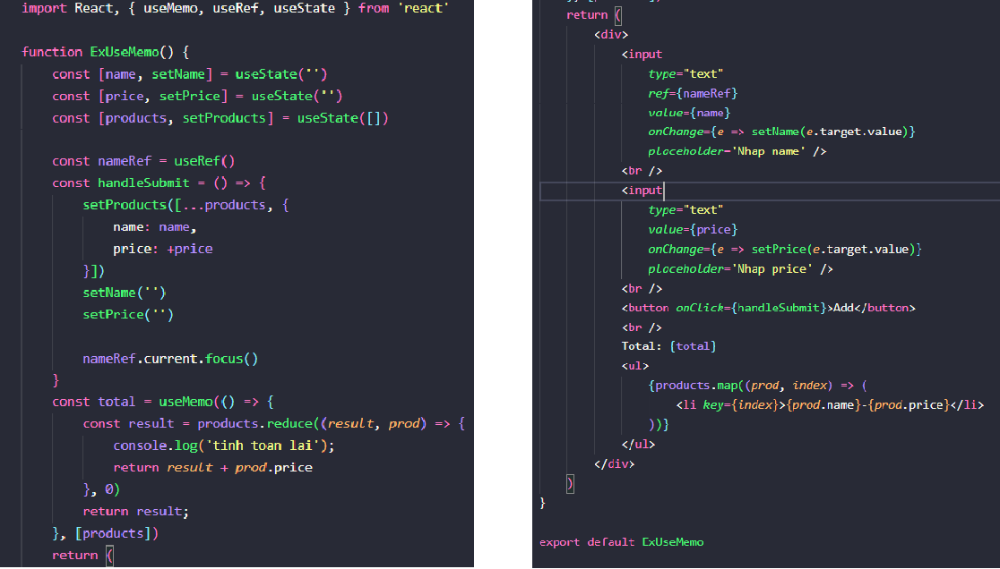 import React, { useMemo, useRef, useState } from 'react'
function ExUseMemo() {
const [name, setName] = useState('')
const [price, setPrice] = useState('')
const [products, setProducts] = useState([])
const nameRef = useRef()
const handleSubmit = () => {
setProducts([...products, {
name: name,
price: +price
}])
setName('')
setPrice('')
nameRef.current.focus()
}
const total = useMemo(() => {
const result = products.reduce((result, prod) => {
console.log('tinh toan lai');
return result + prod.price
}, 0)
return result;
}, [products])
return (
return (
<div>
<input
type="text"
ref={nameRef}
value={name}
onChange={e => setName(e.target.value)}
placeholder='Nhap name' />
<br />
<input
type="text"
value={price}
onChange={e => setPrice(e.target.value)}
placeholder='Nhap price' />
<br />
<button onClick={handleSubmit}>Add</button>
<br />
Total: {total}
<ul>
{products.map((prod, index) => (
<li key={index}>{prod.name}-{prod.price}</li>
))}
</ul>
</div>
)
}
export default ExUseMemo